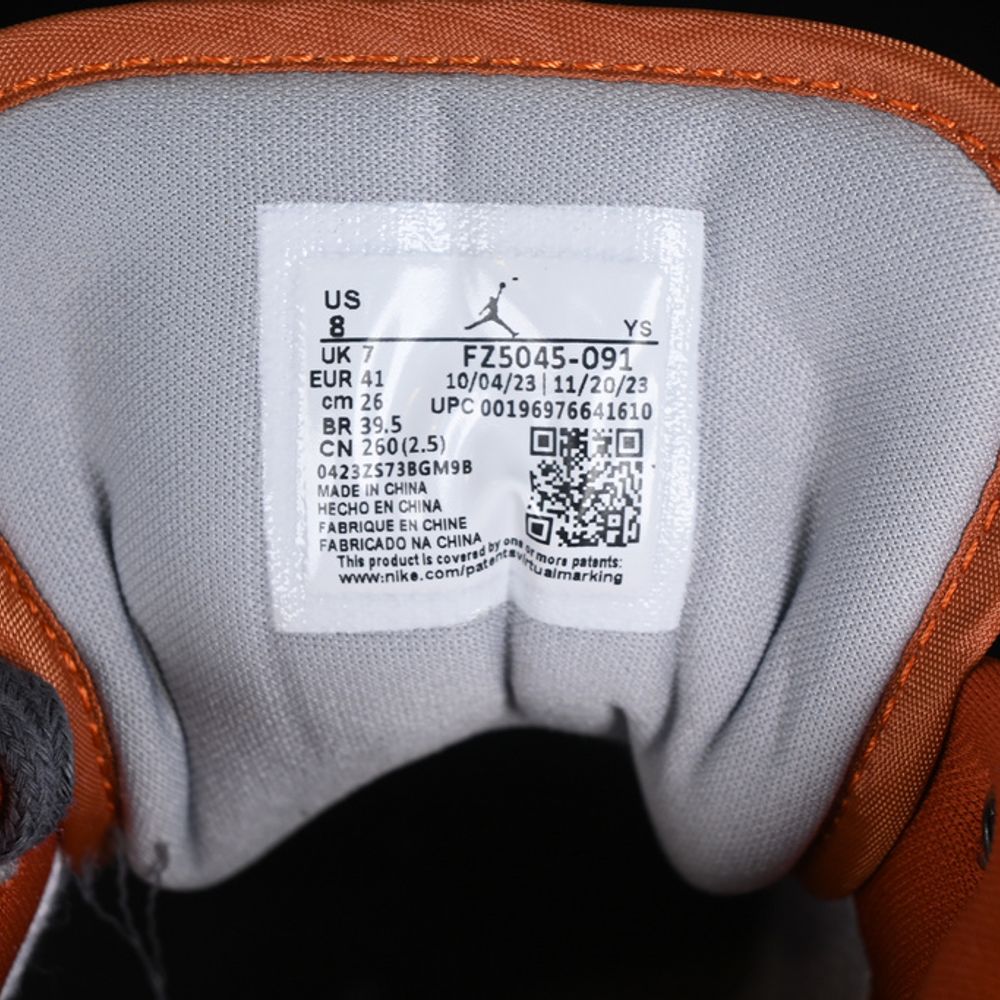 US
8 YS
UK 7 FZ5045-091
EUR 41 10/04/23 | 11/20/23
cm 26 UPC 00196976641610
BR 39.5
CN 260(2.5)
0423ZS73BGM9B
MADE IN CHINA
HECHO EN CHINA
FABRIQUE EN CHINE
FABRICADO NA CHINA
This product is covered by one or more patents:
www.nike.com/patentsvirtualmarking